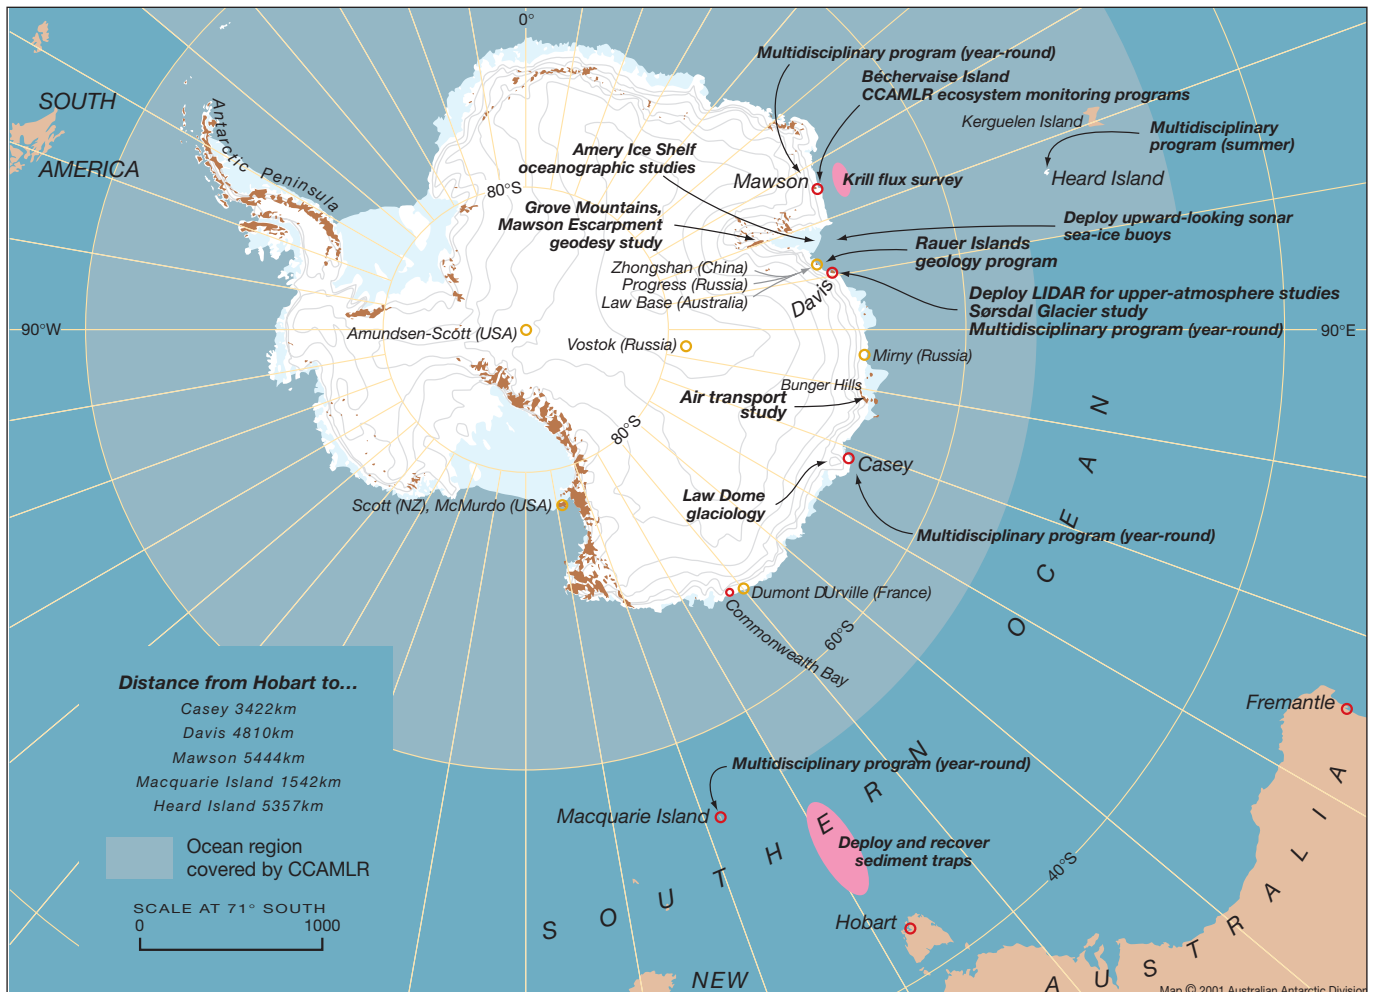 0°
SOUTH
AMERICA
Antarctic Peninsula
Multidisciplinary program (year-round)
Béchervaise Island
CCAMLR ecosystem monitoring programs
Kerguelen Island
Multidisciplinary
program (summer)
Heard Island
Amery Ice Shelf
oceanographic studies
Mawson
Krill flux survey
80°S
Grove Mountains,
Mawson Escarpment
geodesy study
Deploy upward-looking sonar
sea-ice buoys
Rauer Islands
geology program
Zhongshan (China)
Progress (Russia)
Law Base (Australia)
Davis
Deploy LIDAR for upper-atmosphere studies
Sørsdal Glacier study
Multidisciplinary program (year-round)
90°W
90°E
Amundsen-Scott (USA)
Vostok (Russia)
Mirny (Russia)
Bunger Hills
Air transport
study
80°S
Casey
Law Dome
glaciology
Scott (NZ), McMurdo (USA)
Multidisciplinary program (year-round)
Dumont DUrville (France)
Commonwealth Bay
60°S
Distance from Hobart to...
Casey 3422km
Davis 4810km
Mawson 5444km
Macquarie Island 1542km
Heard Island 5357km
Ocean region
covered by CCAMLR
SCALE AT 71° SOUTH
0 1000
Fremantle
Multidisciplinary program (year-round)
Macquarie Island
Deploy and recover
sediment traps
SOUTHERN OCEAN
40°S
Hobart
AUSTRALIA
NEW
Map © 2001 Australian Antarctic Division